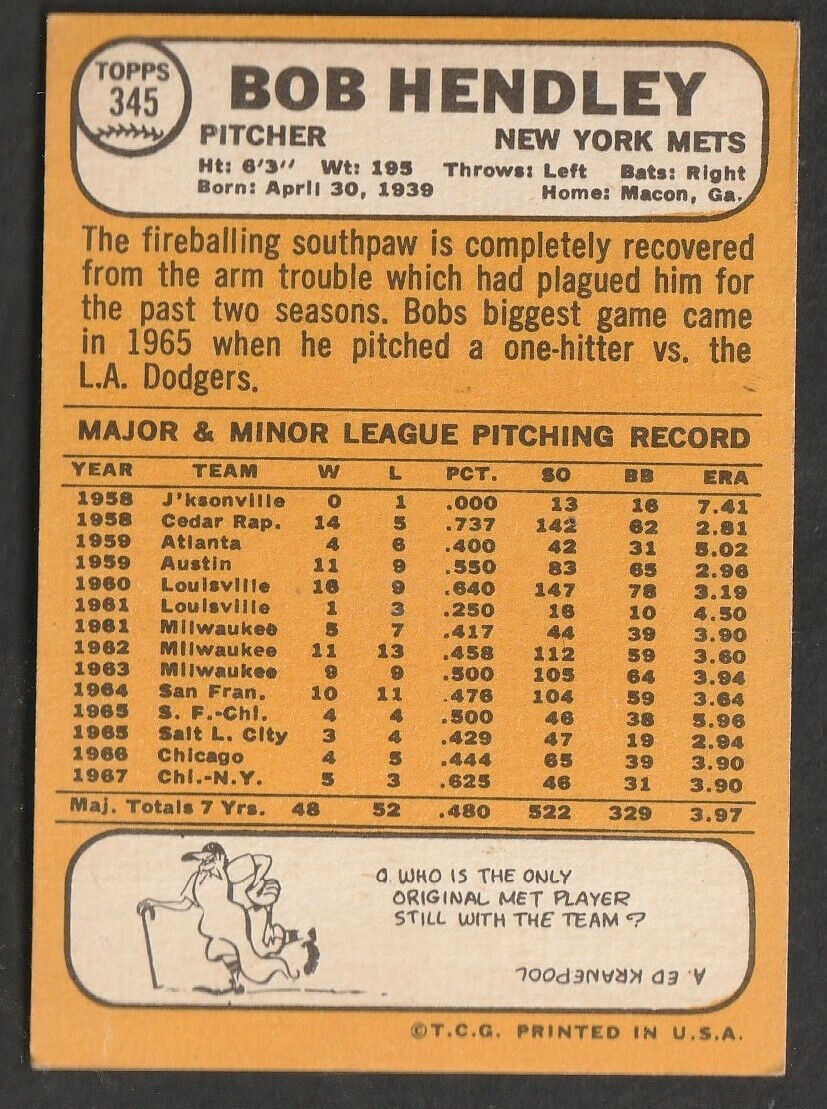 TOPPS
345
BOB HENDLEY
PITCHER NEW YORK METS
Ht: 6'3" Wt: 195 Throws: Left Bats: Right
Born: April 30, 1939 Home: Macon, Ga.
The fireballing southpaw is completely recovered
from the arm trouble which had plagued him for
the past two seasons. Bobs biggest game came
in 1965 when he pitched a one-hitter vs. the
L.A. Dodgers.
MAJOR & MINOR LEAGUE PITCHING RECORD
YEAR TEAM W L PCT. SO BB ERA
1958 J'ksonville 0 1 .000 13 16 7.41
1958 Cedar Rap. 14 5 .737 142 62 2.81
1959 Atlanta 4 6 .400 42 31 5.02
1959 Austin 11 9 .550 83 65 2.96
1960 Louisville 16 9 .640 147 78 3.19
1961 Louisville 1 3 .250 16 10 4.50
1961 Milwaukee 5 7 .417 44 39 3.90
1962 Milwaukee 11 13 .458 112 59 3.60
1963 Milwaukee 9 9 .500 105 64 3.94
1964 San Fran. 10 11 .476 104 59 3.64
1965 S. F.-Chi. 4 4 .500 46 38 5.96
1965 Salt L. City 3 4 .429 47 19 2.94
1966 Chicago 4 5 .444 65 39 3.90
1967 Chi.-N.Y. 5 3 .625 46 31 3.90
Maj. Totals 7 Yrs. 48 52 .480 522 329 3.97
Q. WHO IS THE ONLY
ORIGINAL MET PLAYER
STILL WITH THE TEAM?
A. ED KRANEPOOL
©T.C.G. PRINTED IN U.S.A.